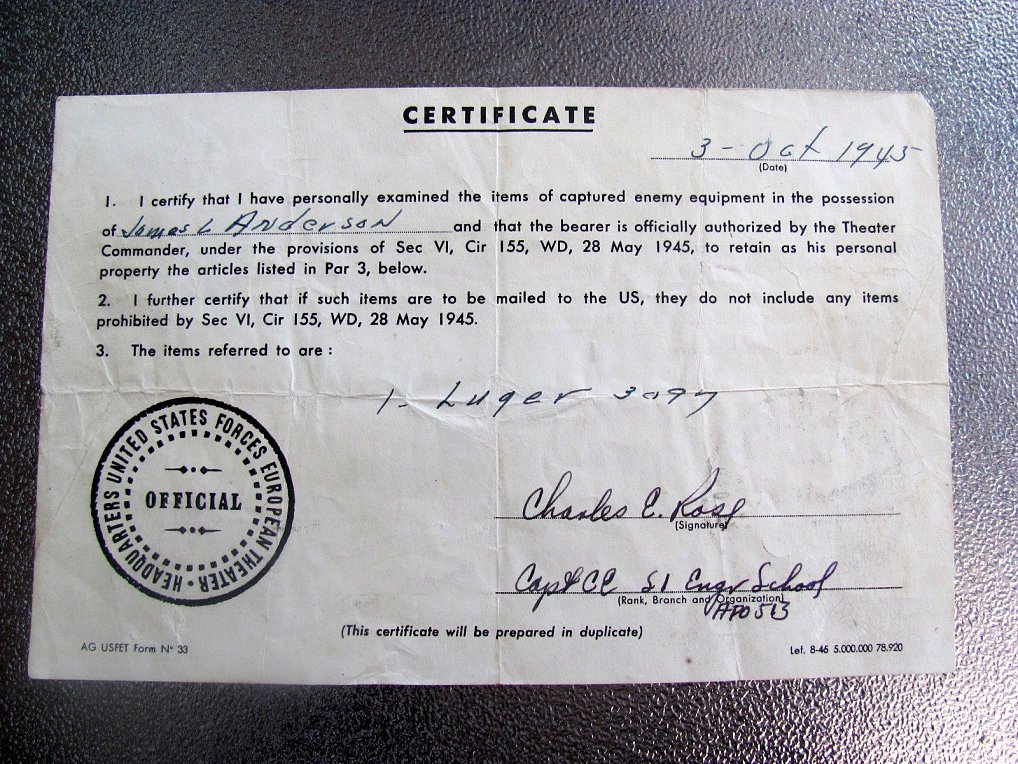 CERTIFICATE
3 - Oct 1945
(Date)
1. I certify that I have personally examined the items of captured enemy equipment in the possession
of James L Anderson and that the bearer is officially authorized by the Theater
Commander, under the provisions of Sec VI, Cir 155, WD, 28 May 1945, to retain as his personal
property the articles listed in Par 3, below.
2. I further certify that if such items are to be mailed to the US, they do not include any items
prohibited by Sec VI, Cir 155, WD, 28 May 1945.
3. The items referred to are :
1. Luger
HEADQUARTERS UNITED STATES FORCES EUROPEAN THEATER
OFFICIAL
Charles C. Rose
(Signature)
Capt CE SI Engr School
(Rank, Branch and Organization)
APO 513
(This certificate will be prepared in duplicate)
AG USFET Form N° 33
Lef. 8-46 5.000.000 78.920